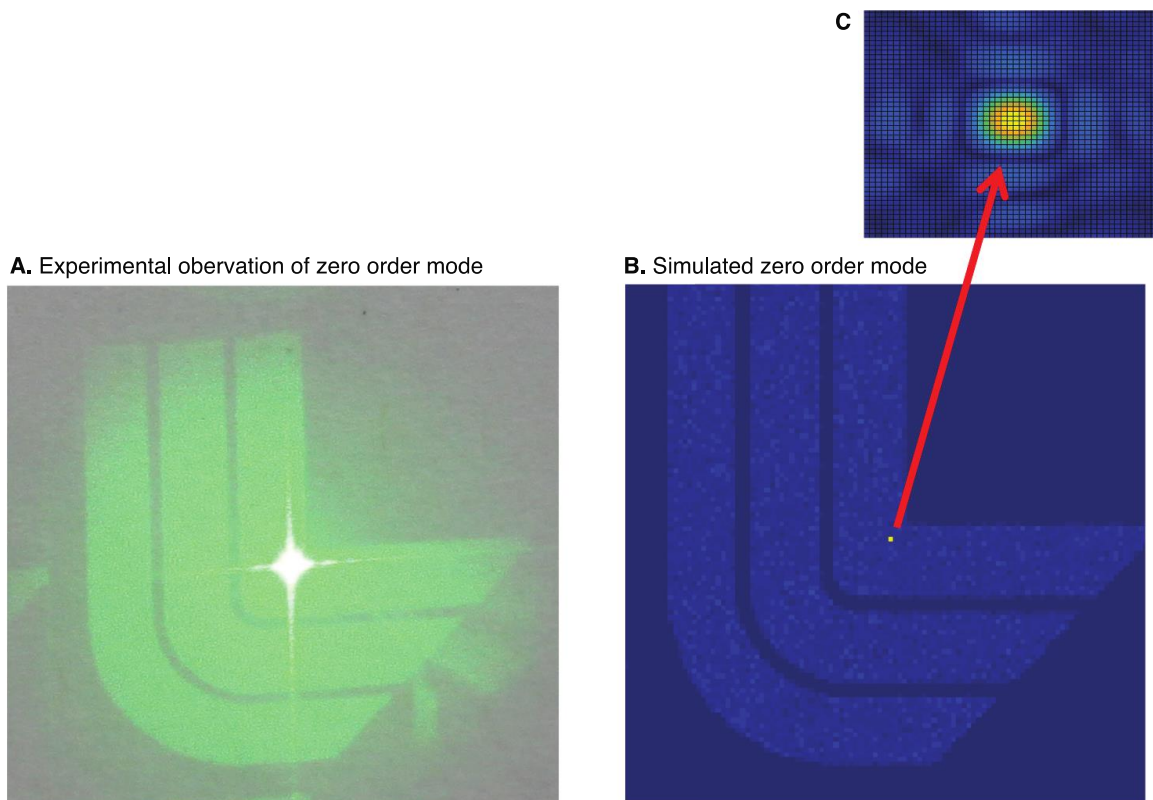 C
A. Experimental obervation of zero order mode
B. Simulated zero order mode